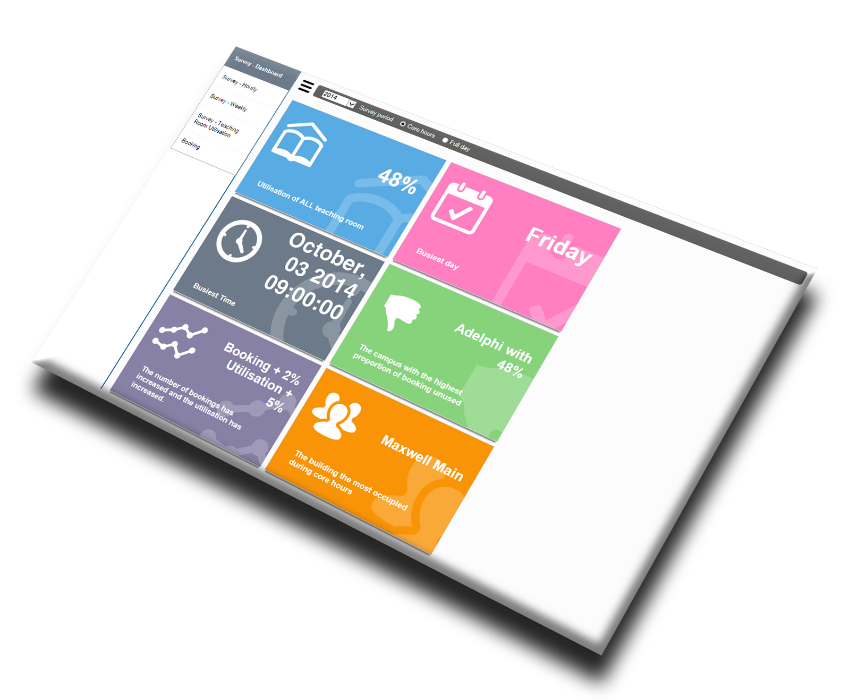 Survey - Dashboard
Survey - Hourly
Survey - Weekly
Survey - Teaching
Room Utilisation
Booking
2014
Survey period
Core hours
Full day
48%
Utilisation of ALL teaching room
Friday
Busiest day
October,
03 2014
09:00:00
Busiest Time
Adelphi with
48%
The campus with the highest
proportion of booking unused
Booking + 2%
Utilisation +
5%
The number of bookings has
increased and the utilisation has
increased.
Maxwell Main
The building the most occupied
during core hours